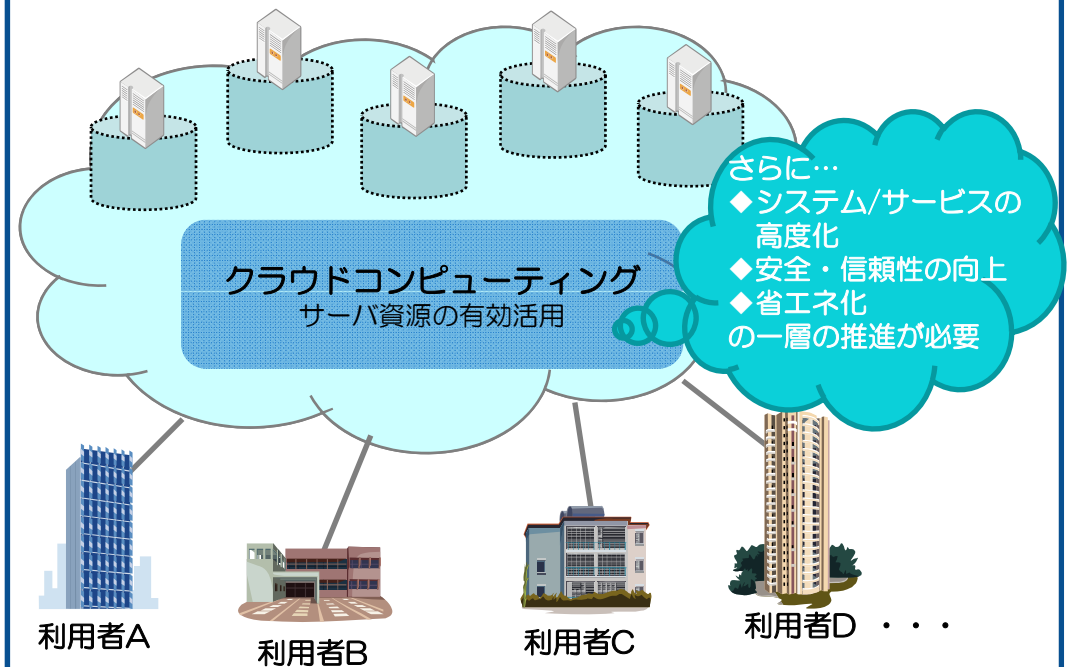 さらに…
◆システム/サービスの
高度化
◆安全・信頼性の向上
◆省エネ化
の一層の推進が必要
クラウドコンピューティング
サーバ資源の有効活用
利用者A
利用者B
利用者C
利用者D ・・・